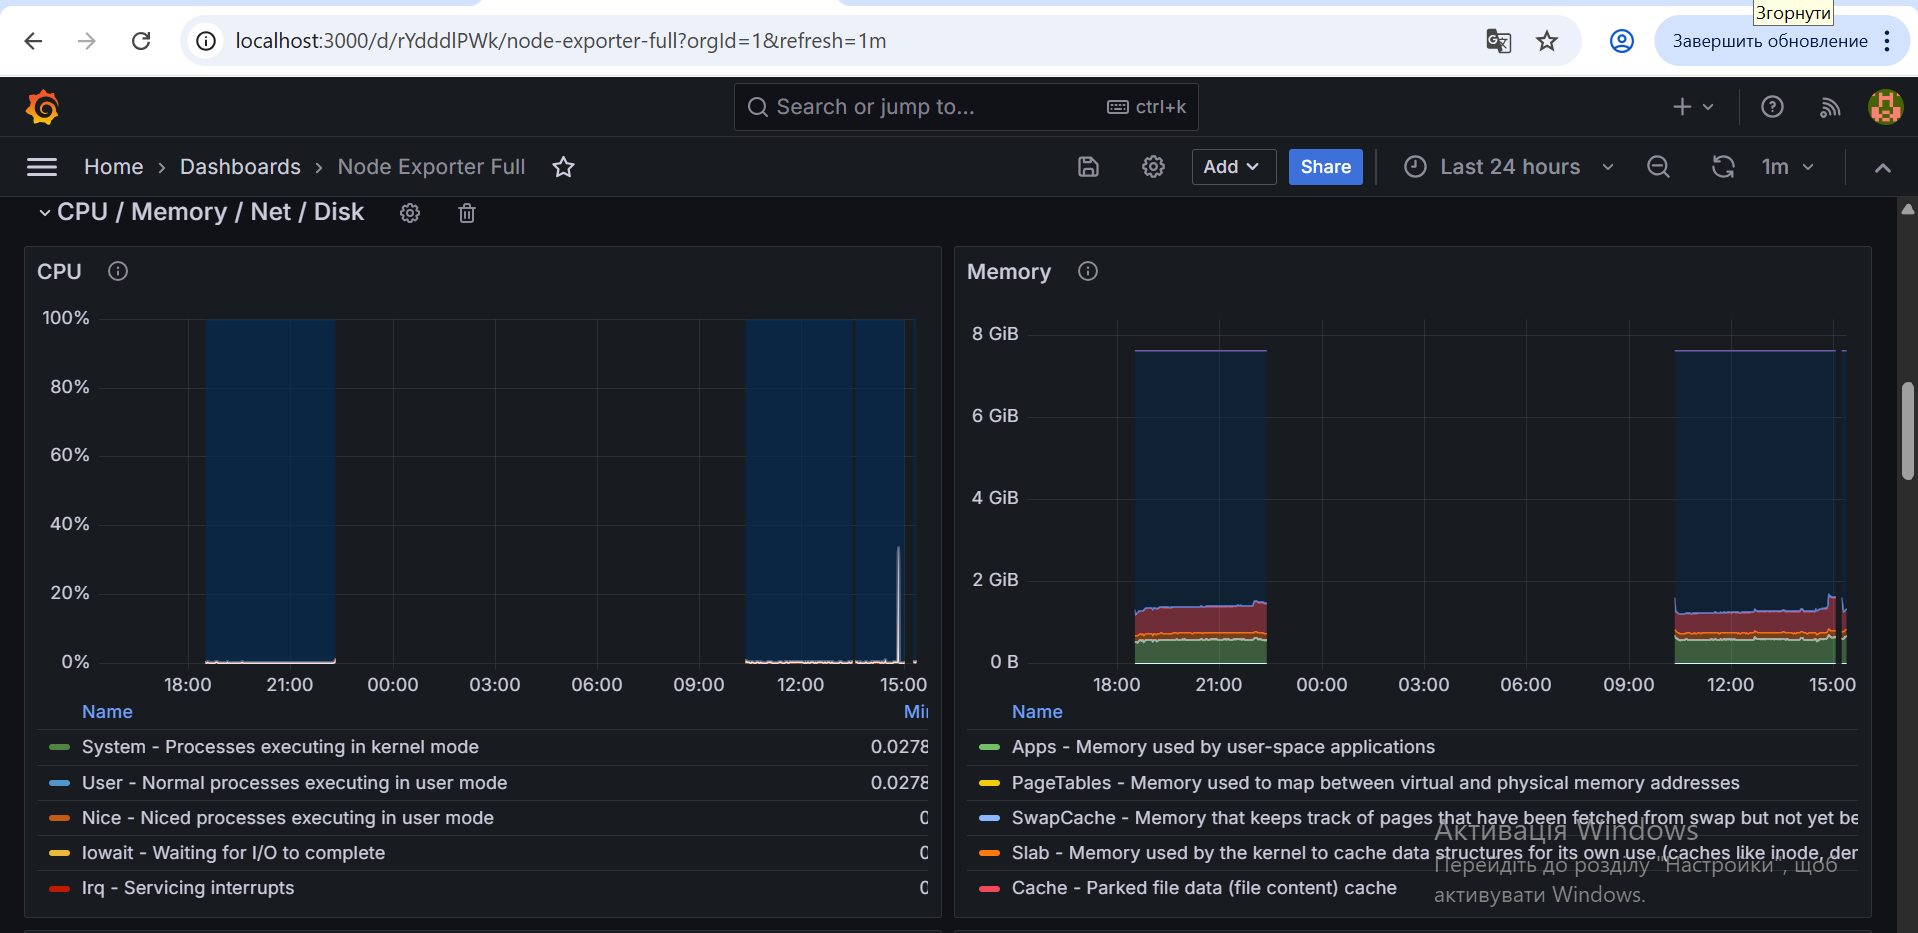 Згорнути
localhost:3000/d/rYdddlPWk/node-exporter-full?orgId=1&refresh=1m
Завершить обновление
Search or jump to...
ctrl+k
Home › Dashboards › Node Exporter Full
Add
Share
Last 24 hours
1m
CPU / Memory / Net / Disk
CPU
100%
80%
60%
40%
20%
0%
18:00 21:00 00:00 03:00 06:00 09:00 12:00 15:00
Name
System - Processes executing in kernel mode 0.0278
User - Normal processes executing in user mode 0.0278
Nice - Niced processes executing in user mode 0
Iowait - Waiting for I/O to complete 0
Irq - Servicing interrupts 0
Memory
8 GiB
6 GiB
4 GiB
2 GiB
0 B
18:00 21:00 00:00 03:00 06:00 09:00 12:00 15:00
Name
Apps - Memory used by user-space applications
PageTables - Memory used to map between virtual and physical memory addresses
SwapCache - Memory that keeps track of pages that have been fetched from swap but not yet be
Slab - Memory used by the kernel to cache data structures for its own use (caches like inode, der
Cache - Parked file data (file content) cache
Активація Windows
Перейдіть до розділу "Настройки", щоб
активувати Windows.